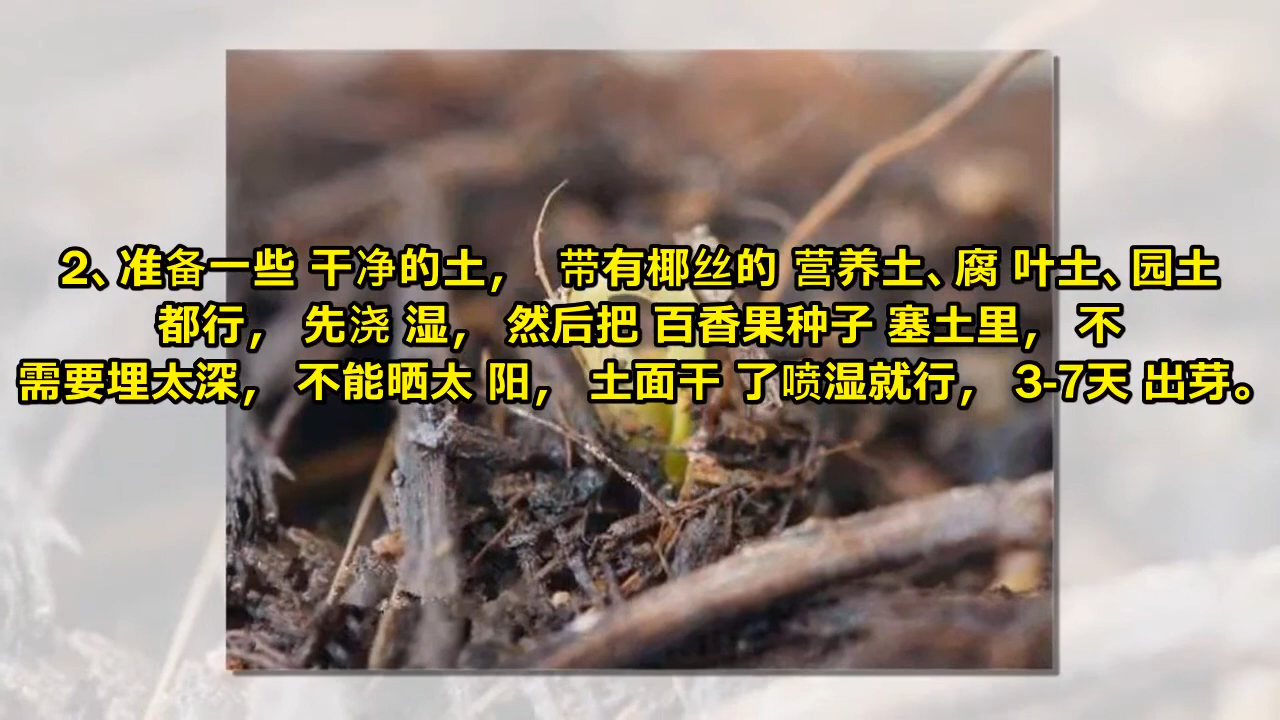 2、准备一些 干净的土， 带有椰丝的 营养土、腐 叶土、园土
都行， 先浇 湿， 然后把 百香果种子 塞土里， 不
需要埋太深， 不能晒太 阳， 土面干 了喷湿就行， 3-7天 出芽。